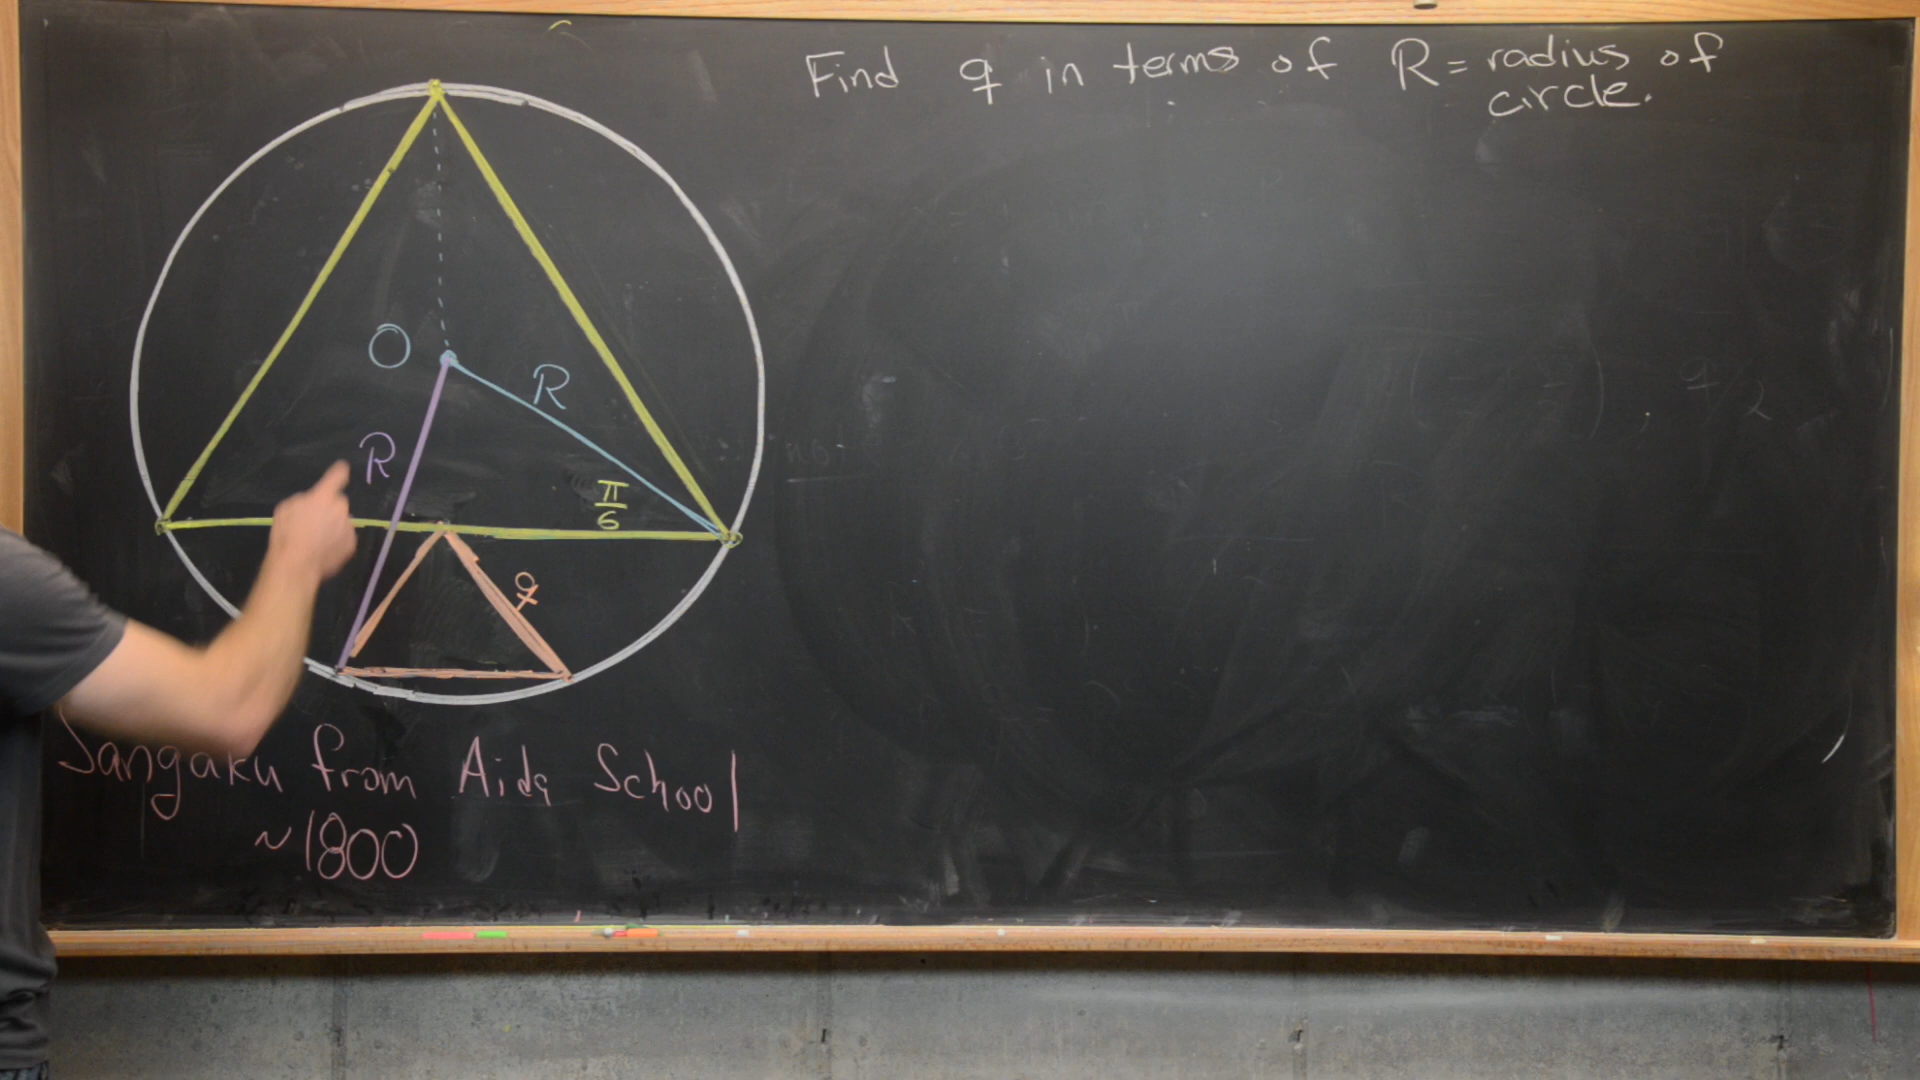 Find q in terms of R = radius of
circle.
O
R
R
π/6
q
Sangaku from Aida School
~1800